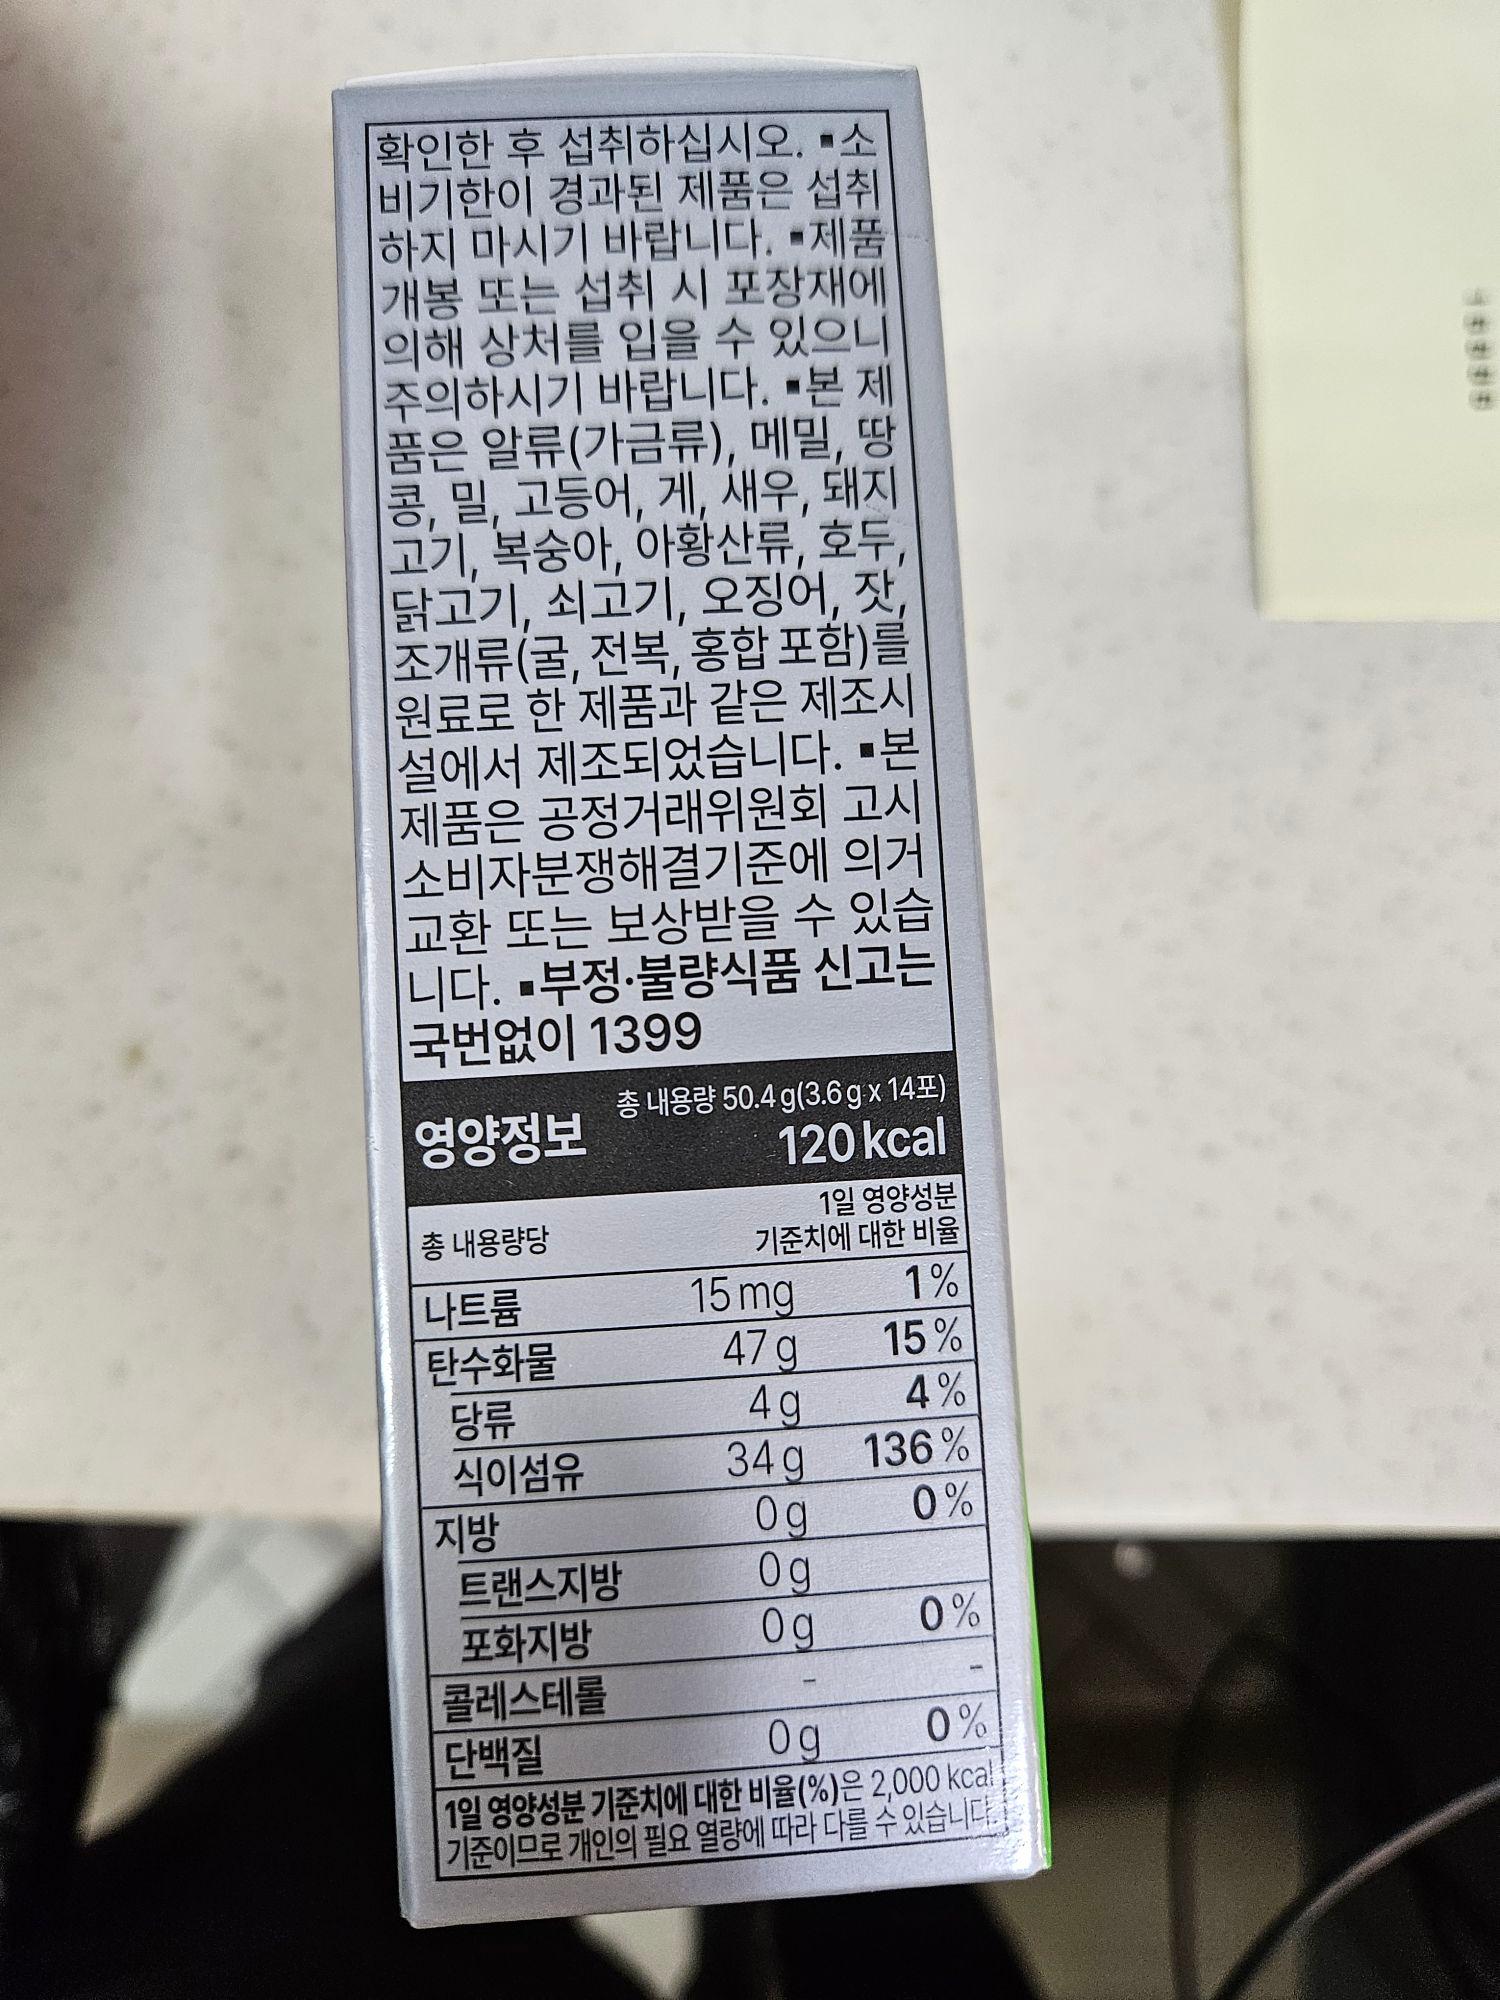 확인한 후 섭취하십시오. ▪소
비기한이 경과된 제품은 섭취
하지 마시기 바랍니다. ▪제품
개봉 또는 섭취 시 포장재에
의해 상처를 입을 수 있으니
주의하시기 바랍니다. ▪본 제
품은 알류(가금류), 메밀, 땅
콩, 밀, 고등어, 게, 새우, 돼지
고기, 복숭아, 아황산류, 호두,
닭고기, 쇠고기, 오징어, 잣,
조개류(굴, 전복, 홍합 포함)를
원료로 한 제품과 같은 제조시
설에서 제조되었습니다. ▪본
제품은 공정거래위원회 고시
소비자분쟁해결기준에 의거
교환 또는 보상받을 수 있습
니다. ▪부정·불량식품 신고는
국번없이 1399
총 내용량 50.4 g(3.6 g x 14포)
영양정보 120 kcal
총 내용량당 1일 영양성분
기준치에 대한 비율
나트륨 15 mg 1 %
탄수화물 47 g 15 %
당류 4 g 4 %
식이섬유 34 g 136 %
지방 0 g 0 %
트랜스지방 0 g
포화지방 0 g 0 %
콜레스테롤 - -
단백질 0 g 0 %
1일 영양성분 기준치에 대한 비율(%)은 2,000 kcal
기준이므로 개인의 필요 열량에 따라 다를 수 있습니다.